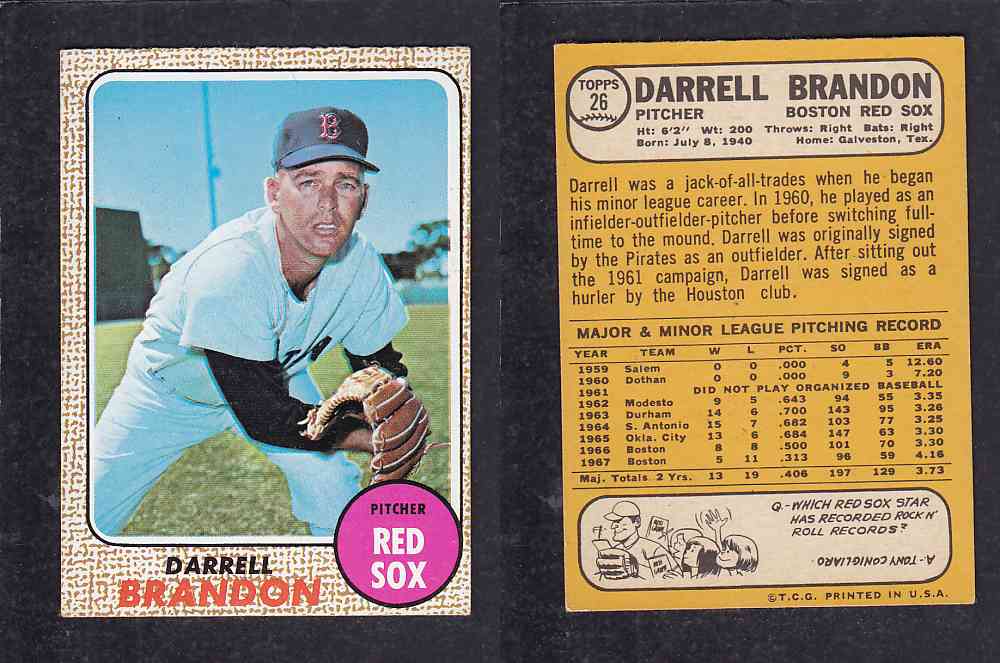 B
PITCHER
RED
SOX
DARRELL
BRANDON
TOPPS
26
DARRELL BRANDON
PITCHER BOSTON RED SOX
Ht: 6'2" Wt: 200 Throws: Right Bats: Right
Born: July 8, 1940 Home: Galveston, Tex.
Darrell was a jack-of-all-trades when he began
his minor league career. In 1960, he played as an
infielder-outfielder-pitcher before switching full-
time to the mound. Darrell was originally signed
by the Pirates as an outfielder. After sitting out
the 1961 campaign, Darrell was signed as a
hurler by the Houston club.
MAJOR & MINOR LEAGUE PITCHING RECORD
YEAR TEAM W L PCT. SO BB ERA
1959 Salem 0 0 .000 4 5 12.60
1960 Dothan 0 0 .000 9 3 7.20
1961 DID NOT PLAY ORGANIZED BASEBALL
1962 Modesto 9 5 .643 94 55 3.35
1963 Durham 14 6 .700 143 95 3.26
1964 S. Antonio 15 7 .682 103 77 3.25
1965 Okla. City 13 6 .684 147 63 3.30
1966 Boston 8 8 .500 101 70 3.30
1967 Boston 5 11 .313 96 59 4.16
Maj. Totals 2 Yrs. 13 19 .406 197 129 3.73
Q.-WHICH RED SOX STAR
HAS RECORDED ROCK N'
ROLL RECORDS?
A-TONY CONIGLIARO
©T.C.G. PRINTED IN U.S.A.